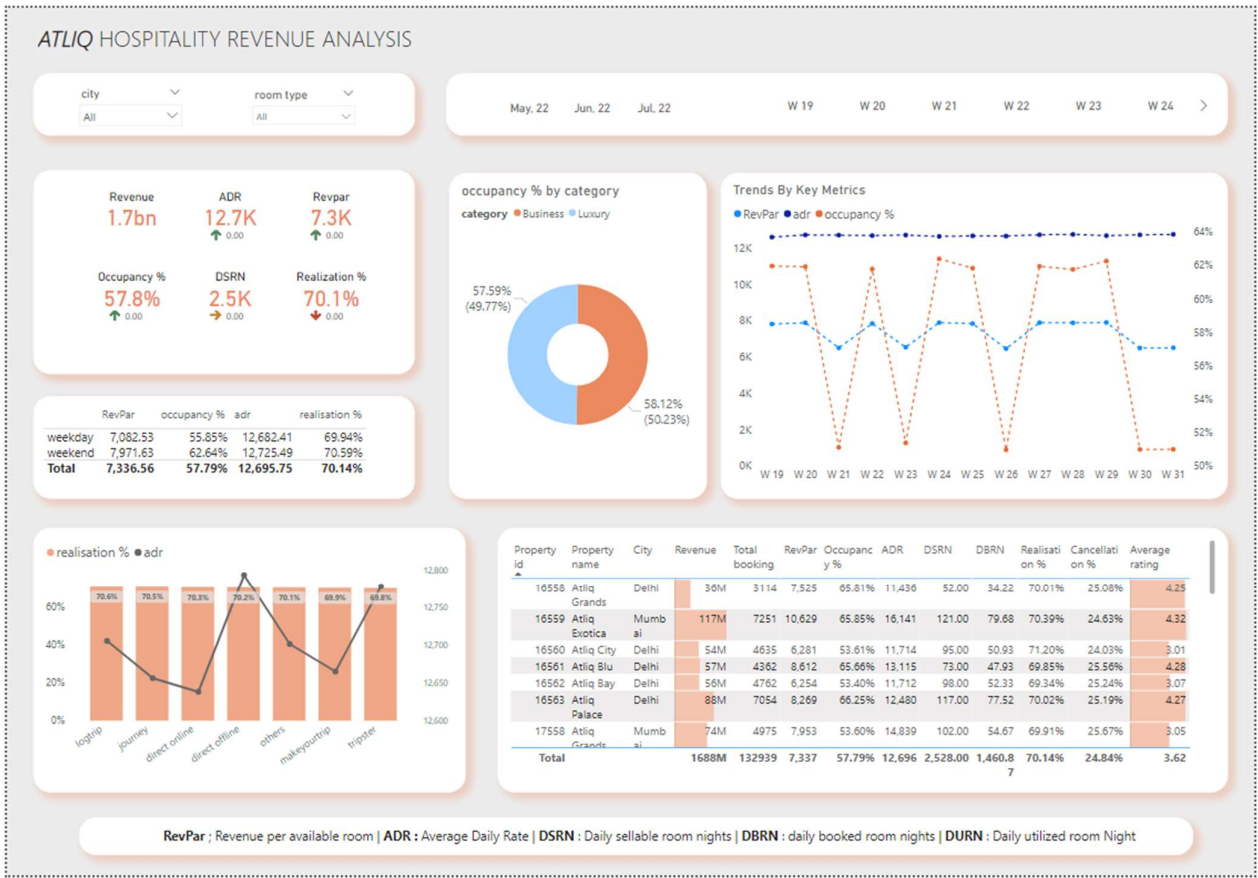 ATLIQ HOSPITALITY REVENUE ANALYSIS
city
All
room type
All
May, 22 Jun, 22 Jul, 22
W 19 W 20 W 21 W 22 W 23 W 24
Revenue ADR Revpar
1.7bn 12.7K 7.3K
0.00 0.00
Occupancy % DSRN Realization %
57.8% 2.5K 70.1%
0.00 0.00 0.00
RevPar occupancy % adr realisation %
weekday 7,082.53 55.85% 12,682.41 69.94%
weekend 7,971.63 62.64% 12,725.49 70.59%
Total 7,336.56 57.79% 12,695.75 70.14%
occupancy % by category
category Business Luxury
57.59%
(49.77%)
58.12%
(50.23%)
Trends By Key Metrics
RevPar adr occupancy %
12K
10K
8K
6K
4K
2K
0K
64%
62%
60%
58%
56%
54%
52%
50%
W 19 W 20 W 21 W 22 W 23 W 24 W 25 W 26 W 27 W 28 W 29 W 30 W 31
realisation % adr
60%
40%
20%
0%
70.6% 70.5% 70.3% 70.2% 70.1% 69.9% 69.8%
12,800
12,750
12,700
12,650
12,600
logtrip journey direct online direct offline others makeyourtrip tripster
Property Property City Revenue Total RevPar Occupanc ADR DSRN DBRN Realisati Cancellati Average
id name booking y % on % on % rating
16558 Atliq Delhi 36M 3114 7,525 65.81% 11,436 52.00 34.22 70.01% 25.08% 4.25
Grands
16559 Atliq Mumb 117M 7251 10,629 65.85% 16,141 121.00 79.68 70.39% 24.63% 4.32
Exotica ai
16560 Atliq City Delhi 54M 4635 6,281 53.61% 11,714 95.00 50.93 71.20% 24.03% 3.01
16561 Atliq Blu Delhi 57M 4362 8,612 65.66% 13,115 73.00 47.93 69.85% 25.56% 4.28
16562 Atliq Bay Delhi 56M 4762 6,254 53.40% 11,712 98.00 52.33 69.34% 25.24% 3.07
16563 Atliq Delhi 88M 7054 8,269 66.25% 12,480 117.00 77.52 70.02% 25.19% 4.27
Palace
17558 Atliq Mumb 74M 4975 7,953 53.60% 14,839 102.00 54.67 69.91% 25.67% 3.05
Grands ai
Total 1688M 132939 7,337 57.79% 12,696 2,528.00 1,460.8 70.14% 24.84% 3.62
7
RevPar ; Revenue per available room | ADR : Average Daily Rate | DSRN : Daily sellable room nights | DBRN : daily booked room nights | DURN : Daily utilized room Night